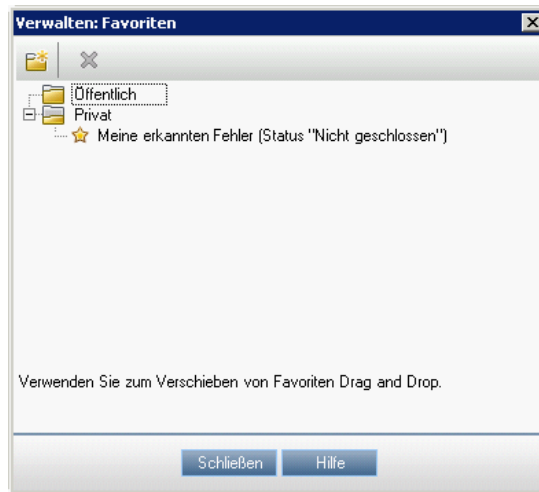 Verwalten: Favoriten
Öffentlich
Privat
Meine erkannten Fehler (Status "Nicht geschlossen")
Verwenden Sie zum Verschieben von Favoriten Drag and Drop.
Schließen Hilfe